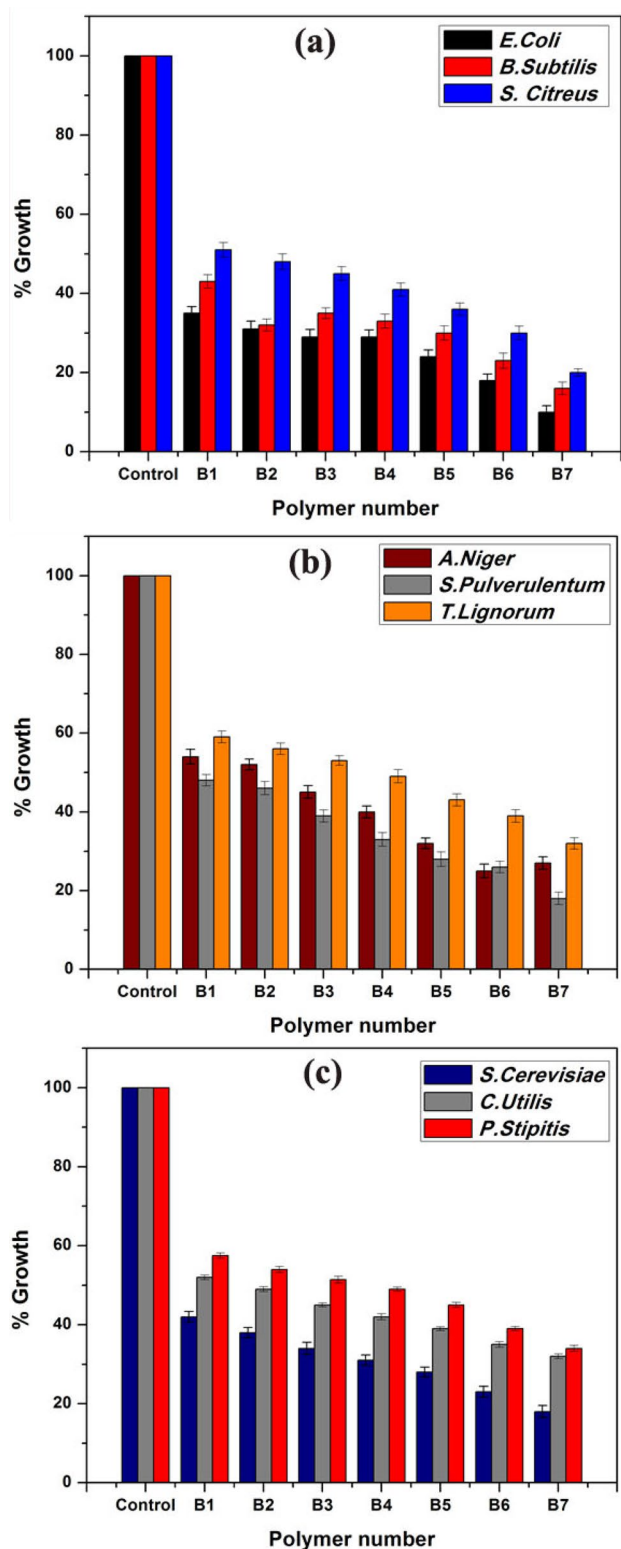 (a)
E.Coli
B.Subtilis
S. Citreus
100
80
60
40
20
0
% Growth
Control B1 B2 B3 B4 B5 B6 B7
Polymer number
(b)
A.Niger
S.Pulverulentum
T.Lignorum
100
80
60
40
20
0
% Growth
Control B1 B2 B3 B4 B5 B6 B7
Polymer number
(c)
S.Cerevisiae
C.Utilis
P.Stipitis
100
80
60
40
20
0
% Growth
Control B1 B2 B3 B4 B5 B6 B7
Polymer number